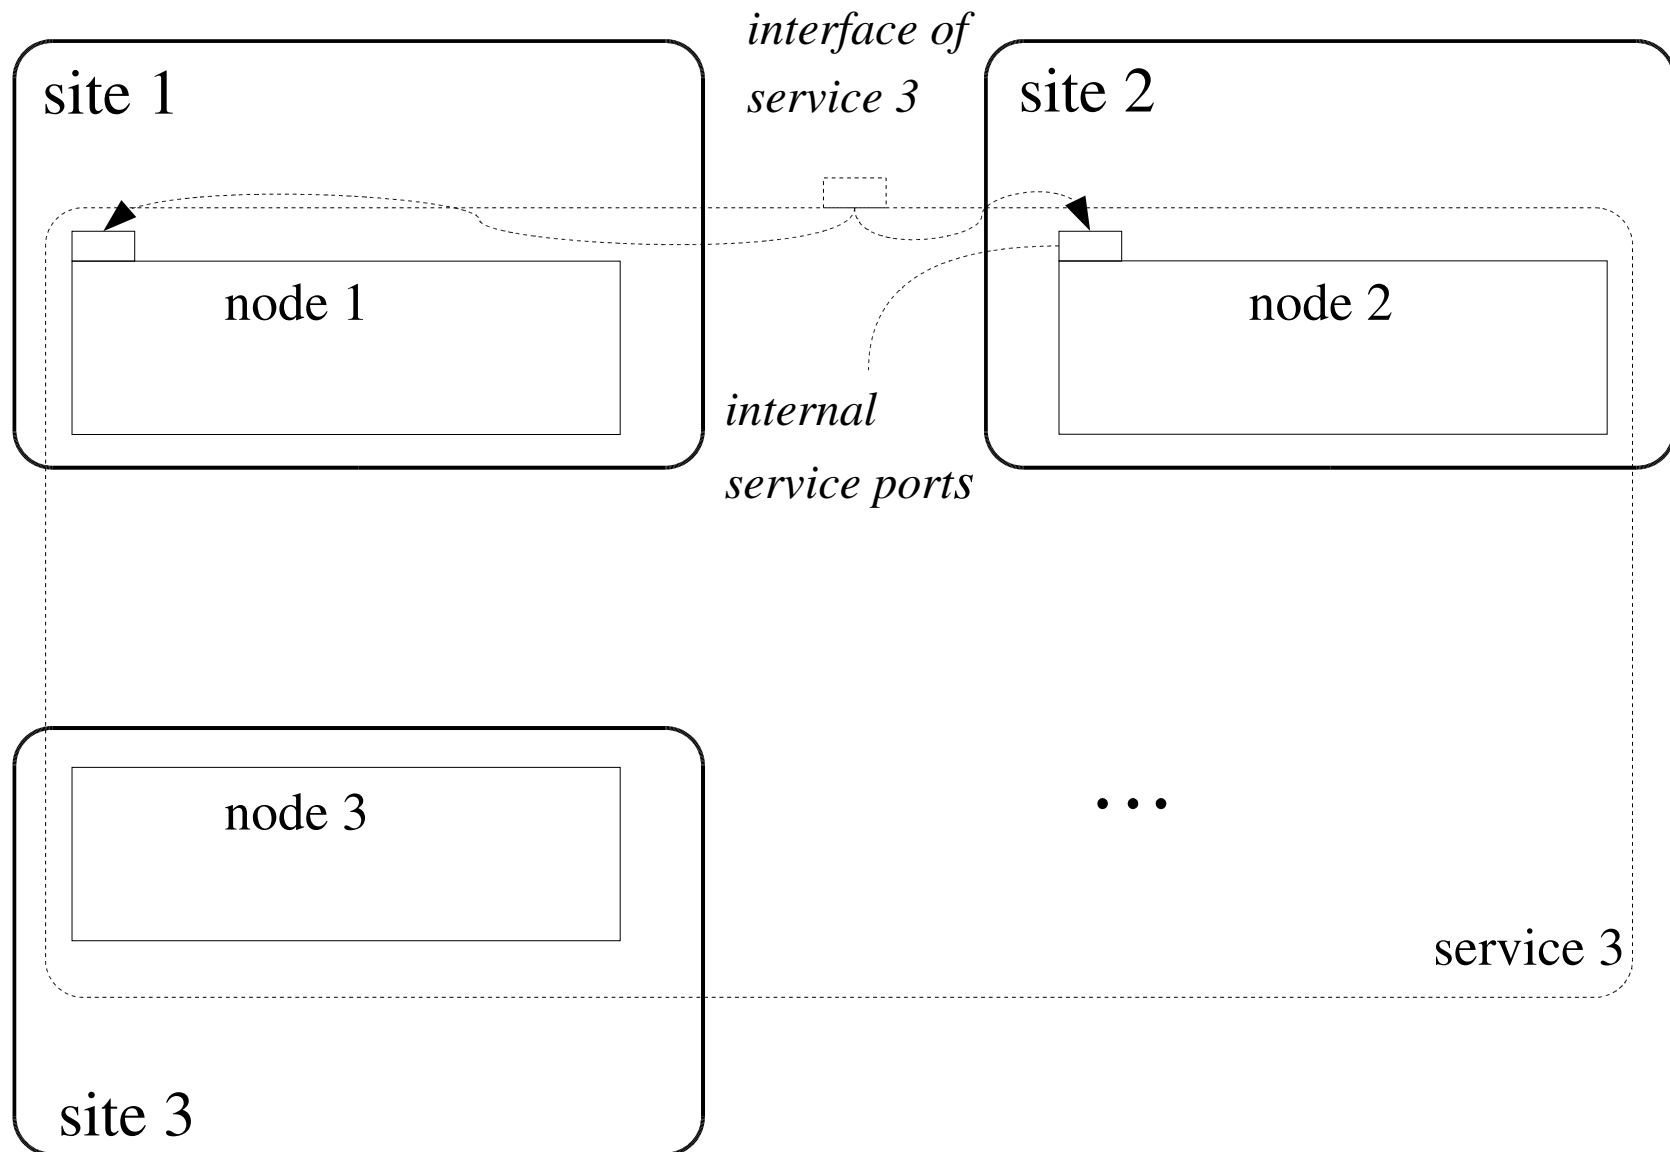 interface of
service 3
site 1
site 2
node 1
node 2
internal
service ports
node 3
...
service 3
site 3